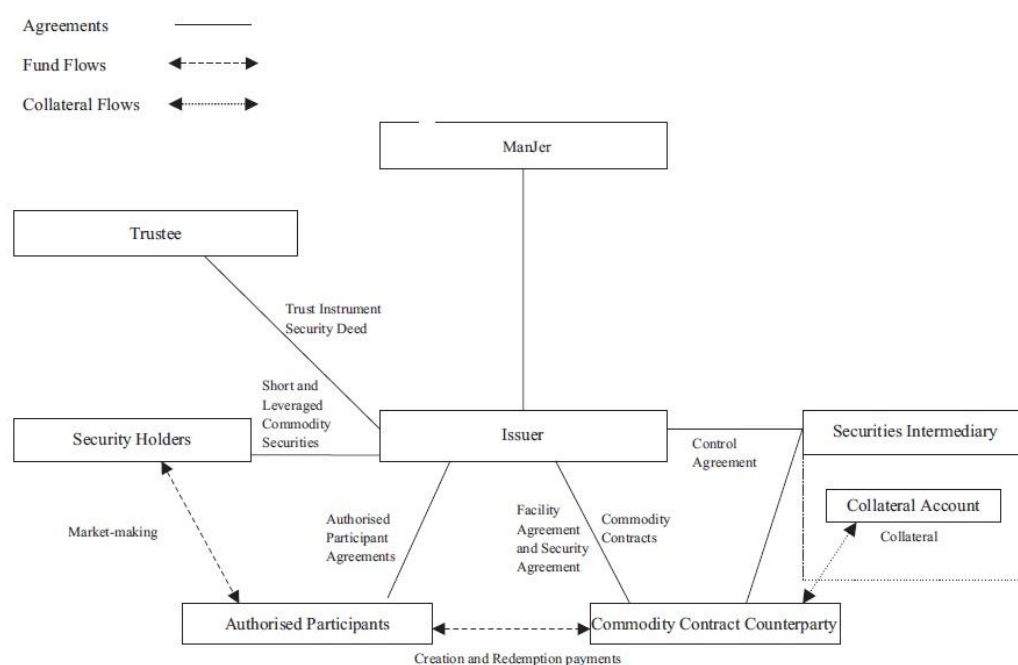 Agreements
Fund Flows
Collateral Flows
ManJer
Trustee
Trust Instrument
Security Deed
Short and
Leveraged
Commodity
Securities
Security Holders
Issuer
Control
Agreement
Securities Intermediary
Collateral Account
Collateral
Market-making
Authorised
Participant
Agreements
Facility
Agreement
and Security
Agreement
Commodity
Contracts
Authorised Participants
Commodity Contract Counterparty
Creation and Redemption payments